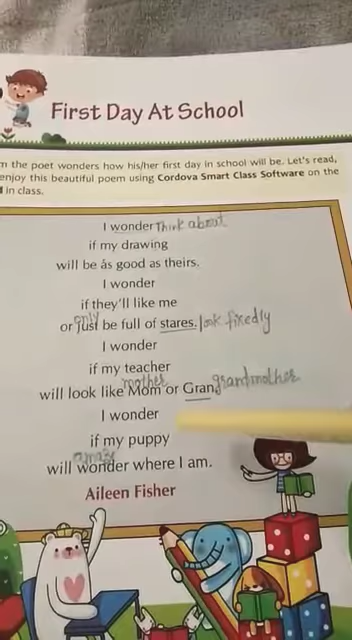 First Day At School
the poet wonders how his/her first day in school will be. Let's read,
enjoy this beautiful poem using Cordova Smart Class Software on the
in class.
I wonder Think about
if my drawing
will be ás good as theirs.
I wonder
if they'll like me
only
or just be full of stares. look fixedly
I wonder
if my teacher
mother
will look like Mom or Gran. grandmother
I wonder
if my puppy
amaze
will wonder where I am.
Aileen Fisher